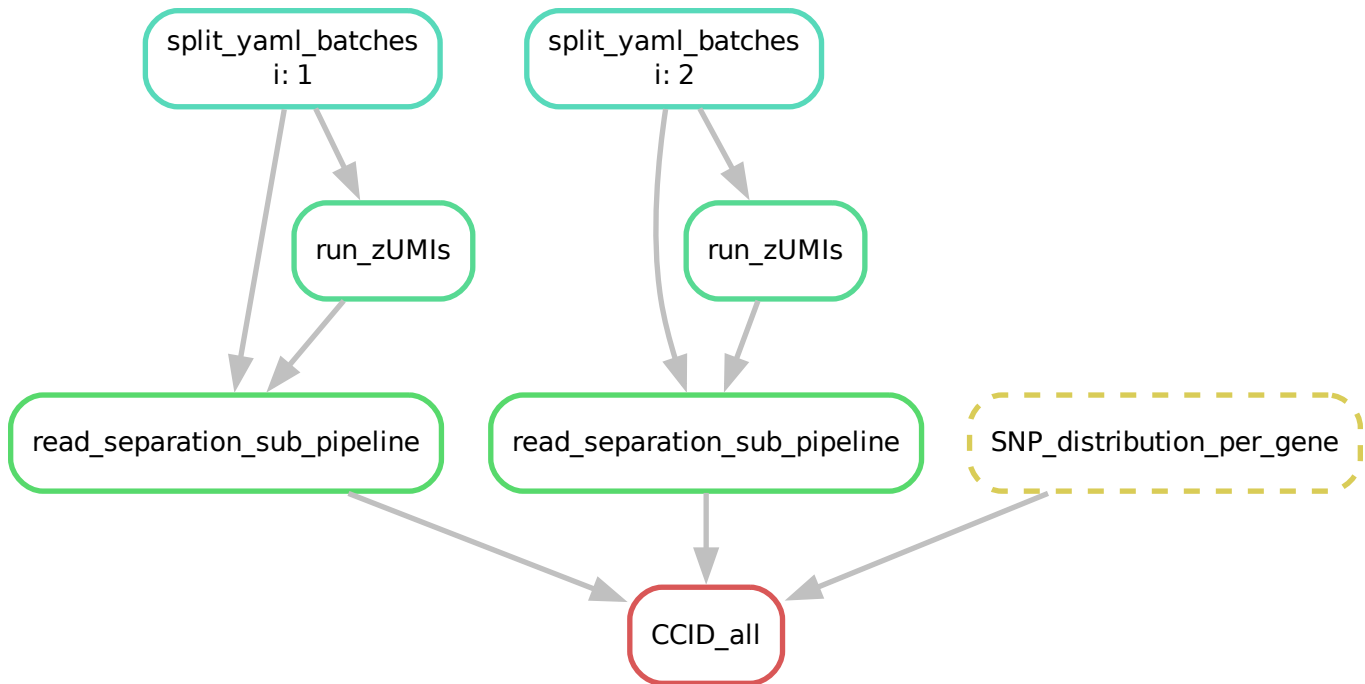 split_yaml_batches
i: 1
split_yaml_batches
i: 2
run_zUMIs
run_zUMIs
read_separation_sub_pipeline
read_separation_sub_pipeline
SNP_distribution_per_gene
CCID_all